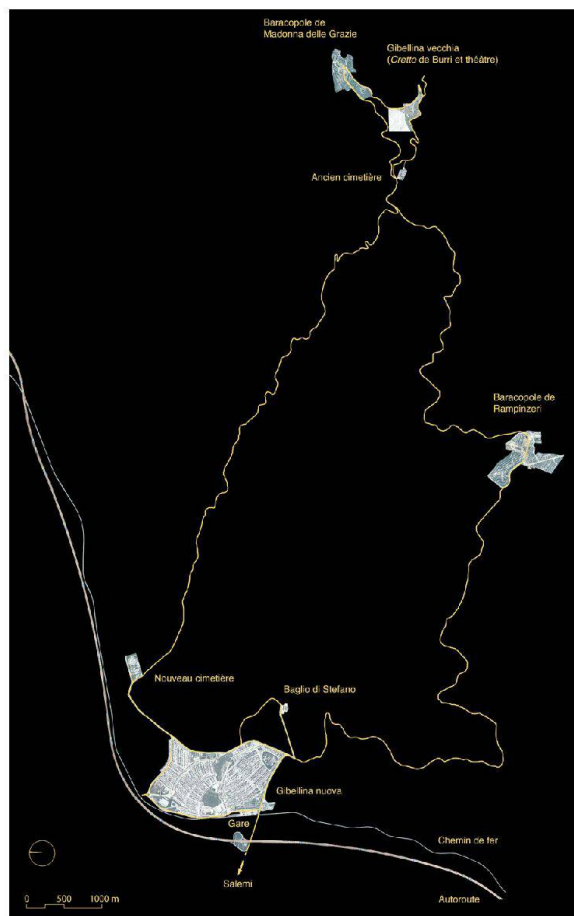 Baracopole de
Madonna delle Grazie
Gibellina vecchia
(Cretto de Burri et théâtre)
Ancien cimetière
Baracopole de
Rampinzeri
Nouveau cimetière
Baglio di Stefano
Gibellina nuova
Gare
Chemin de fer
Salemi
Autoroute
0 500 1000 m